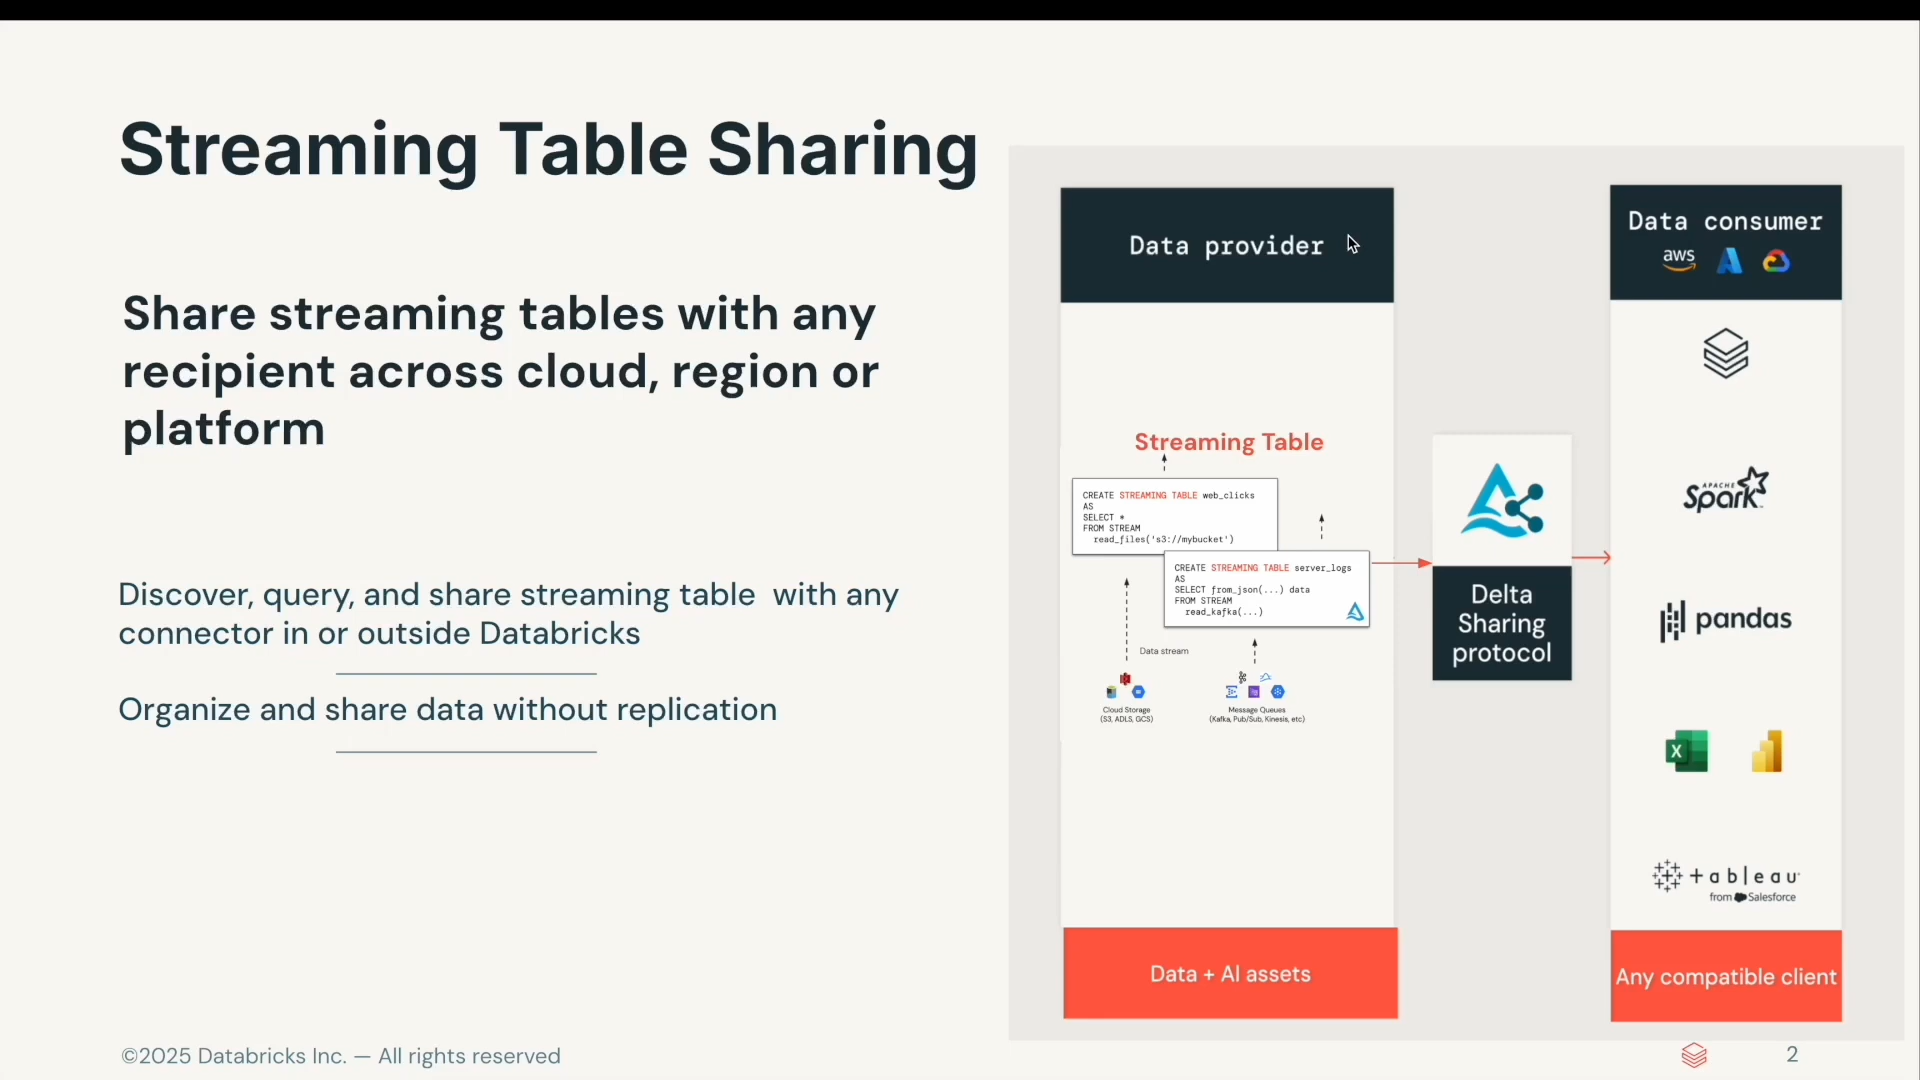 Streaming Table Sharing
Share streaming tables with any
recipient across cloud, region or
platform
Discover, query, and share streaming table  with any
connector in or outside Databricks
Organize and share data without replication
Data provider
Streaming Table
CREATE STREAMING TABLE web_clicks
AS
SELECT *
FROM STREAM
read_files('s3://mybucket')
CREATE STREAMING TABLE server_logs
AS
SELECT from_json(...) data
FROM STREAM
read_kafka(...)
Data stream
Cloud Storage
(S3, ADLS, GCS)
Message Queues
(Kafka, Pub/Sub, Kinesis, etc)
Data + AI assets
Delta
Sharing
protocol
Data consumer
aws
APACHE
Spark
pandas
X
+ableau
from Salesforce
Any compatible client
©2025 Databricks Inc. — All rights reserved
2